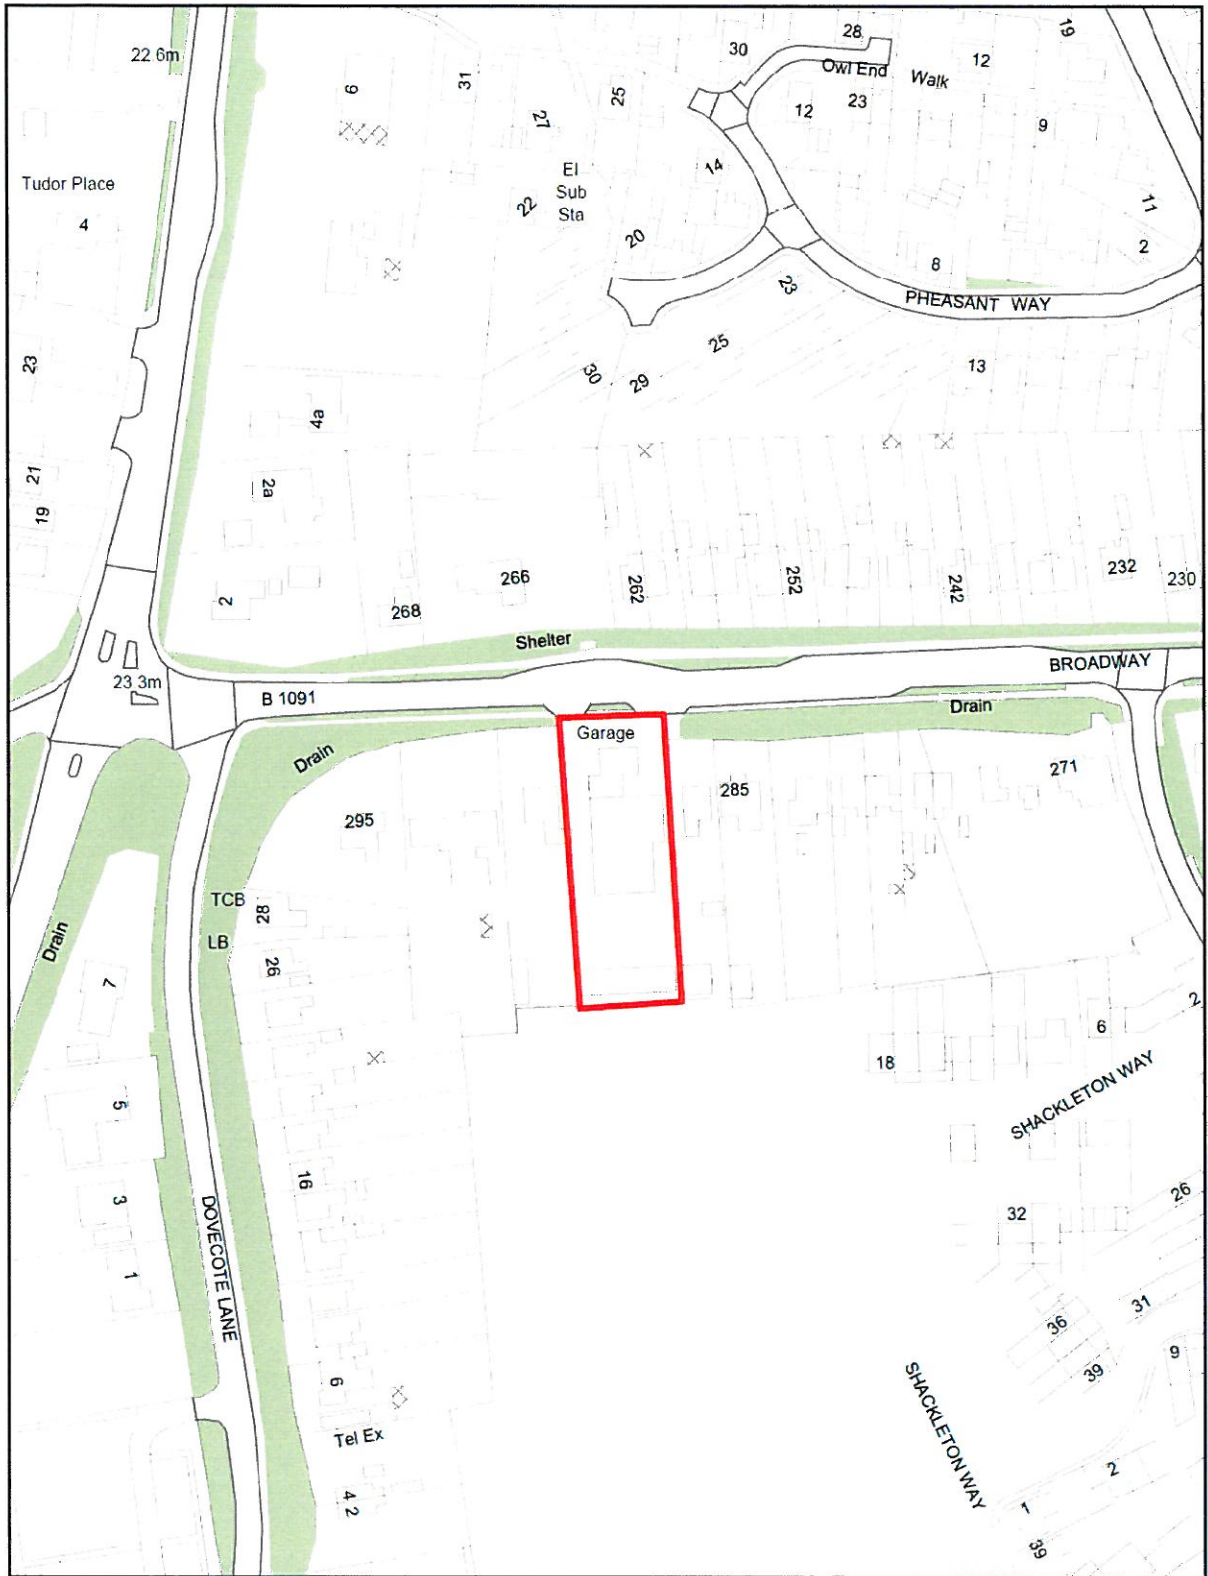 22.6m
6
31
27
25
30
28
Owl End
Walk
12
19
12
23
9
Tudor Place
4
El
Sub
Sta
22
20
14
11
2
8
23
PHEASANT WAY
25
13
30
29
23
4a
21
19
2a
2
268
266
262
252
242
232
230
Shelter
BROADWAY
23.3m
B 1091
Drain
Garage
Drain
285
271
295
TCB
28
LB
26
Drain
7
18
6
2
SHACKLETON WAY
5
3
1
16
DOVECOTE LANE
32
26
36
31
39
9
6
Tel Ex
4 2
SHACKLETON WAY
2
1
39